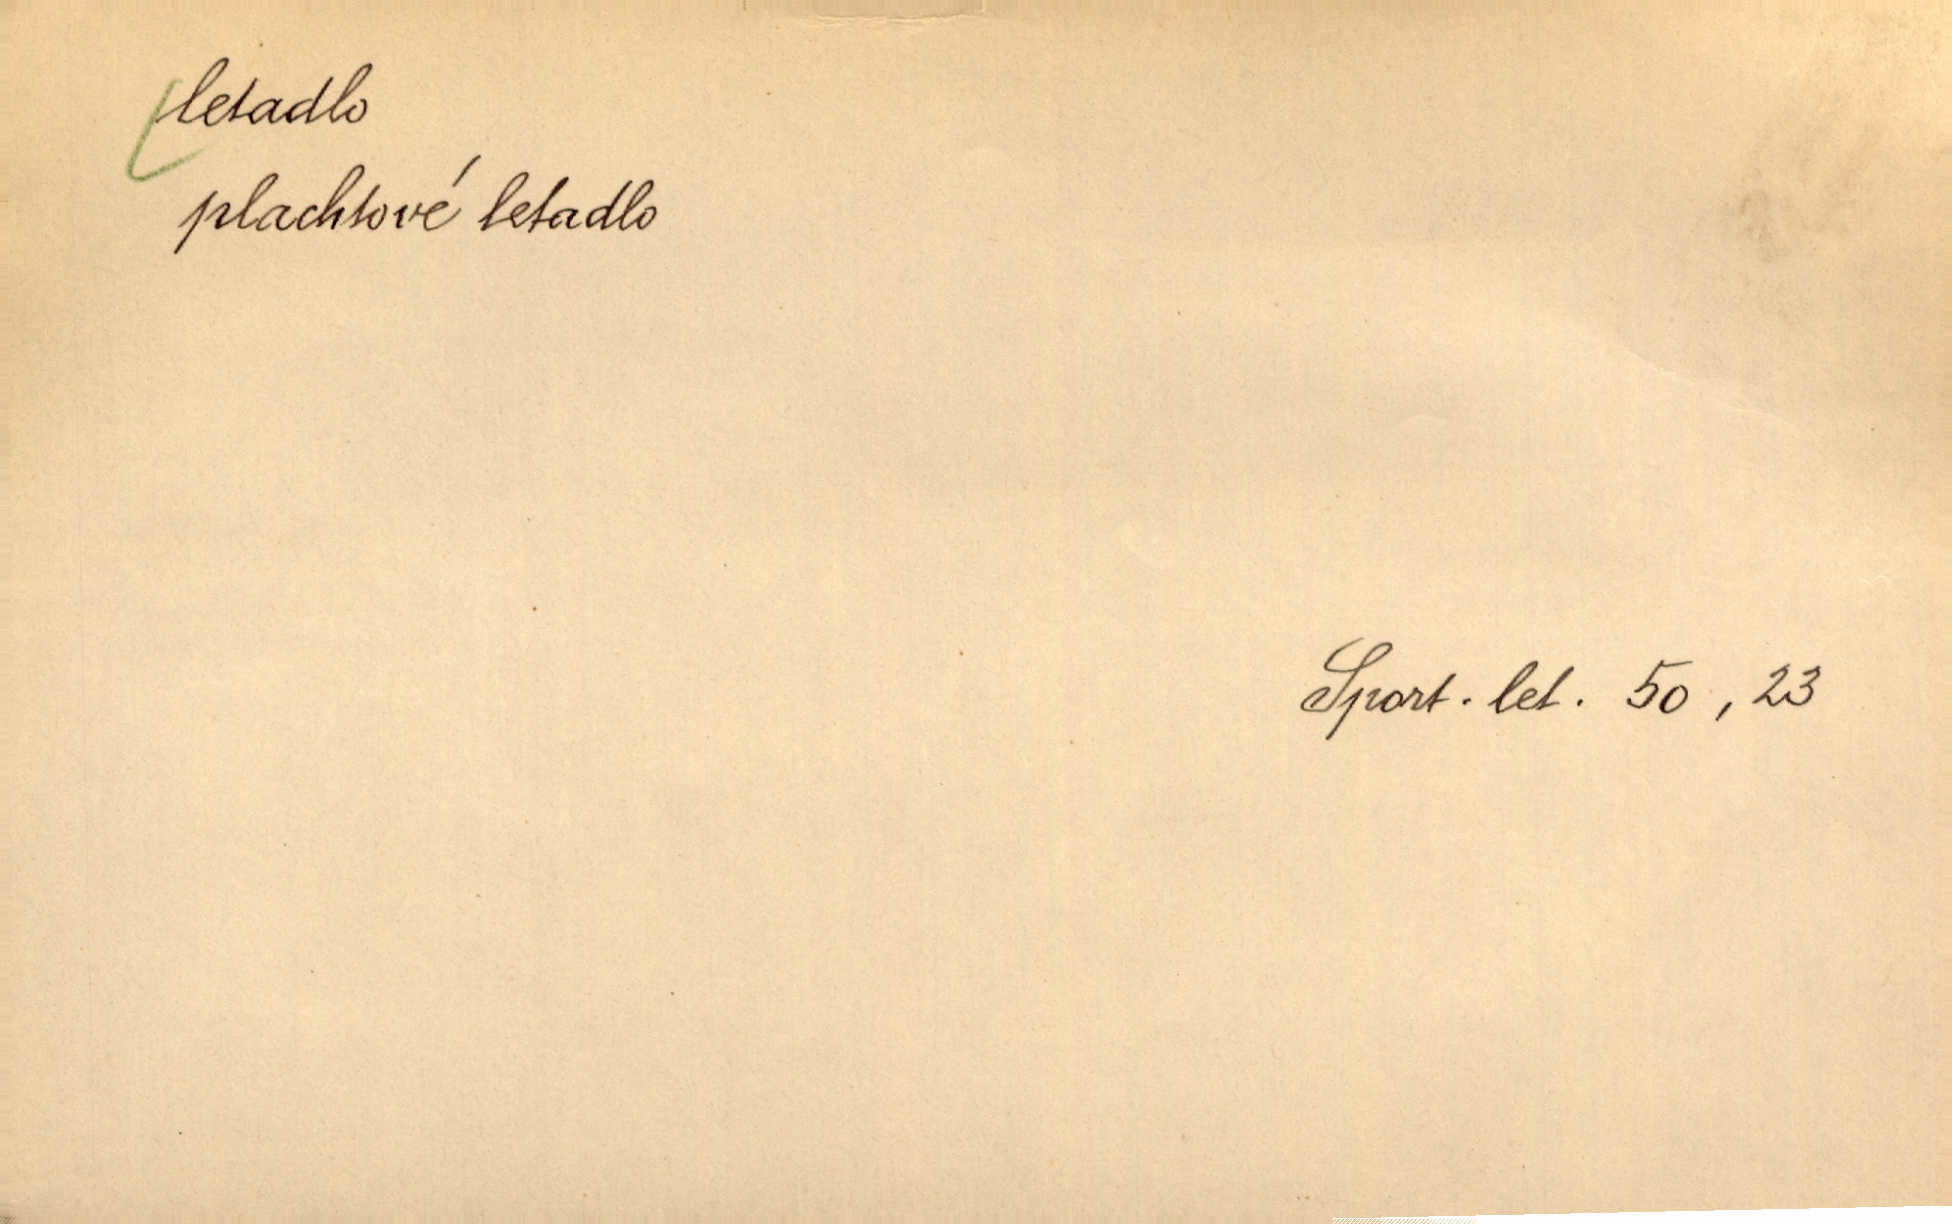 letadlo
plachtové letadlo
Sport. let. 50, 23